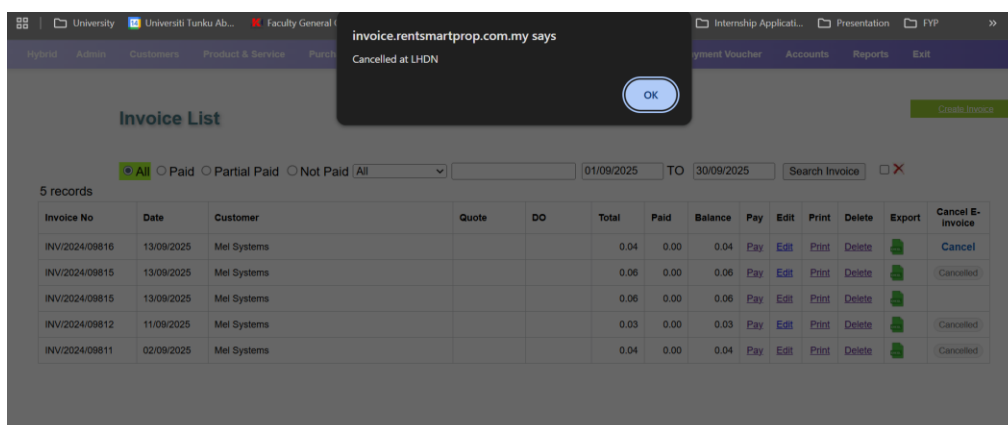 University Universiti Tunku Ab... Faculty General Internship Applicati... Presentation FYP »
invoice.rentsmartprop.com.my says
Cancelled at LHDN
OK
Hybrid Admin Customers Product & Service Purch yment Voucher Accounts Reports Exit
Invoice List
Create Invoice
All Paid Partial Paid Not Paid All 01/09/2025 TO 30/09/2025 Search Invoice
5 records
Invoice No Date Customer Quote DO Total Paid Balance Pay Edit Print Delete Export Cancel E-invoice
INV/2024/09816 13/09/2025 Mel Systems 0.04 0.00 0.04 Pay Edit Print Delete Cancel
INV/2024/09815 13/09/2025 Mel Systems 0.06 0.00 0.06 Pay Edit Print Delete Cancelled
INV/2024/09815 13/09/2025 Mel Systems 0.06 0.00 0.06 Pay Edit Print Delete
INV/2024/09812 11/09/2025 Mel Systems 0.03 0.00 0.03 Pay Edit Print Delete Cancelled
INV/2024/09811 02/09/2025 Mel Systems 0.04 0.00 0.04 Pay Edit Print Delete Cancelled